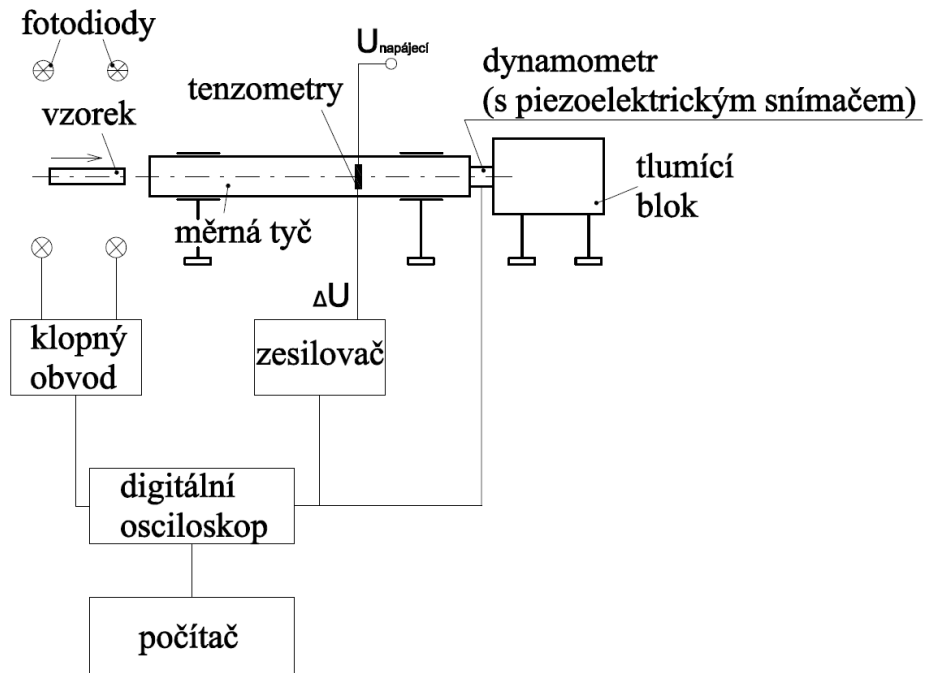 fotodiody
U napájecí
dynamometr
(s piezoelektrickým snímačem)
tenzometry
vzorek
tlumící
blok
měrná tyč
ΔU
klopný
obvod
zesilovač
digitální
osciloskop
počítač